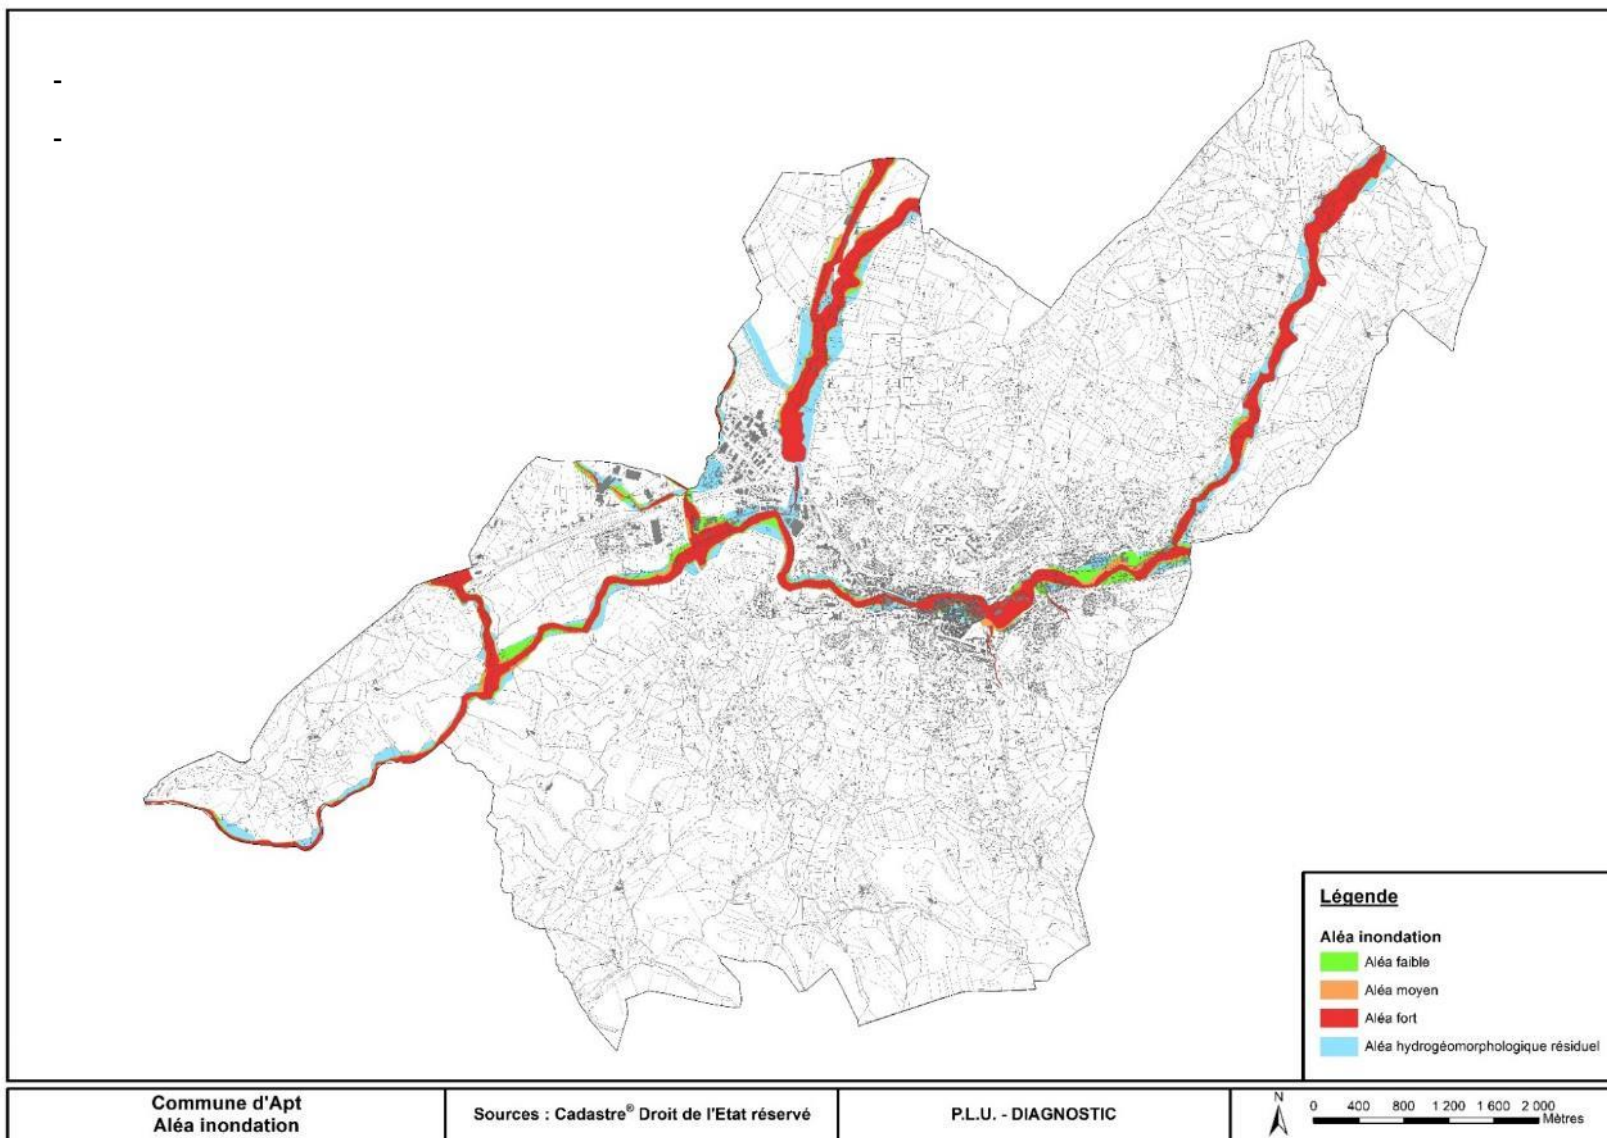 -
-
Légende
Aléa inondation
Aléa faible
Aléa moyen
Aléa fort
Aléa hydrogéomorphologique résiduel
Commune d'Apt
Aléa inondation
Sources : Cadastre® Droit de l'Etat réservé
P.L.U. - DIAGNOSTIC
N
0 400 800 1 200 1 600 2 000
Mètres